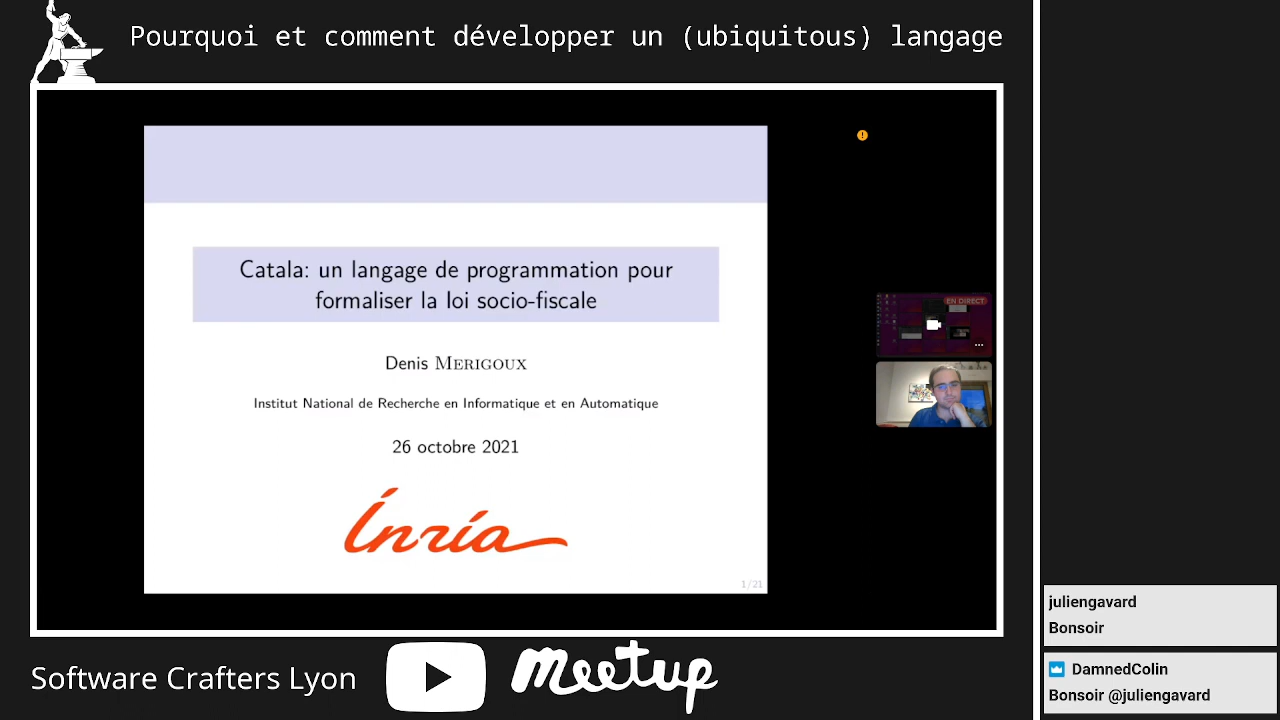 Pourquoi et comment développer un (ubiquitous) langage
Catala: un langage de programmation pour
formaliser la loi socio-fiscale
Denis MERIGOUX
Institut National de Recherche en Informatique et en Automatique
26 octobre 2021
Inria
1/21
EN DIRECT
juliengavard
Bonsoir
DamnedColin
Bonsoir @juliengavard
Software Crafters Lyon
meetup